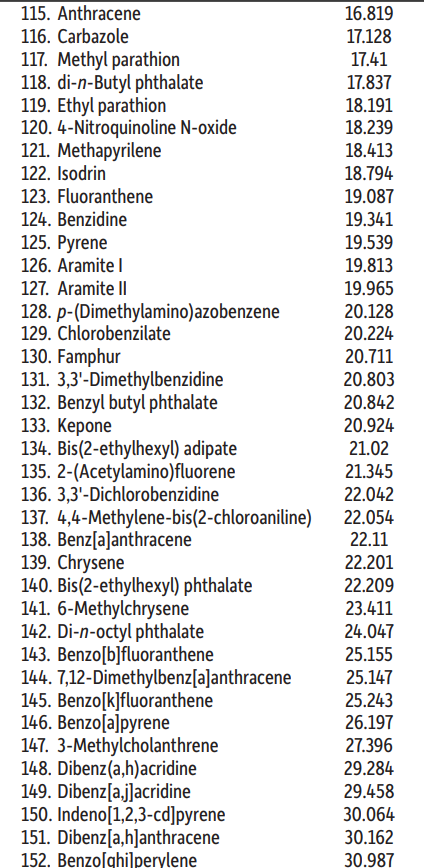 115. Anthracene 16.819
116. Carbazole 17.128
117. Methyl parathion 17.41
118. di-n-Butyl phthalate 17.837
119. Ethyl parathion 18.191
120. 4-Nitroquinoline N-oxide 18.239
121. Methapyrilene 18.413
122. Isodrin 18.794
123. Fluoranthene 19.087
124. Benzidine 19.341
125. Pyrene 19.539
126. Aramite I 19.813
127. Aramite II 19.965
128. p-(Dimethylamino)azobenzene 20.128
129. Chlorobenzilate 20.224
130. Famphur 20.711
131. 3,3'-Dimethylbenzidine 20.803
132. Benzyl butyl phthalate 20.842
133. Kepone 20.924
134. Bis(2-ethylhexyl) adipate 21.02
135. 2-(Acetylamino)fluorene 21.345
136. 3,3'-Dichlorobenzidine 22.042
137. 4,4-Methylene-bis(2-chloroaniline) 22.054
138. Benz[a]anthracene 22.11
139. Chrysene 22.201
140. Bis(2-ethylhexyl) phthalate 22.209
141. 6-Methylchrysene 23.411
142. Di-n-octyl phthalate 24.047
143. Benzo[b]fluoranthene 25.155
144. 7,12-Dimethylbenz[a]anthracene 25.147
145. Benzo[k]fluoranthene 25.243
146. Benzo[a]pyrene 26.197
147. 3-Methylcholanthrene 27.396
148. Dibenz(a,h)acridine 29.284
149. Dibenz[a,j]acridine 29.458
150. Indeno[1,2,3-cd]pyrene 30.064
151. Dibenz[a,h]anthracene 30.162
152. Benzo[ghi]perylene 30.987